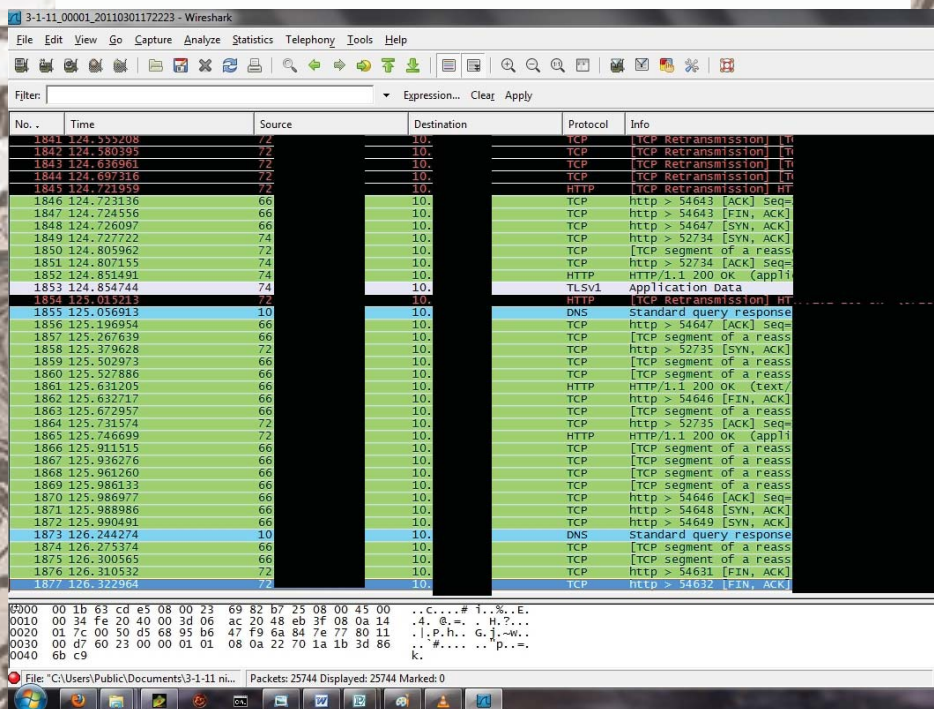 3-1-11_00001_20110301172223 - Wireshark
File Edit View Go Capture Analyze Statistics Telephony Tools Help
Filter: Expression... Clear Apply
No. . Time Source Destination Protocol Info
1841 124.555208 72 10. TCP [TCP Retransmission] [T
1842 124.580395 72 10. TCP [TCP Retransmission] [T
1843 124.636961 72 10. TCP [TCP Retransmission] [T
1844 124.697316 72 10. TCP [TCP Retransmission] [T
1845 124.721959 72 10. HTTP [TCP Retransmission] HT
1846 124.723136 66 10. TCP http > 54643 [ACK] Seq=
1847 124.724556 66 10. TCP http > 54643 [FIN, ACK]
1848 124.726097 66 10. TCP http > 54647 [SYN, ACK]
1849 124.727722 74 10. TCP http > 52734 [SYN, ACK]
1850 124.805962 72 10. TCP [TCP segment of a reass
1851 124.807155 74 10. TCP http > 52734 [ACK] Seq=
1852 124.851491 74 10. HTTP HTTP/1.1 200 OK (appli
1853 124.854744 74 10. TLSv1 Application Data
1854 125.015213 72 10. HTTP [TCP Retransmission] HT
1855 125.056913 10 10. DNS Standard query response
1856 125.196954 66 10. TCP http > 54647 [ACK] Seq=
1857 125.267639 66 10. TCP [TCP segment of a reass
1858 125.379628 72 10. TCP http > 52735 [SYN, ACK]
1859 125.502973 66 10. TCP [TCP segment of a reass
1860 125.527886 66 10. TCP [TCP segment of a reass
1861 125.631205 66 10. HTTP HTTP/1.1 200 OK (text/
1862 125.632717 66 10. TCP http > 54646 [FIN, ACK]
1863 125.672957 66 10. TCP [TCP segment of a reass
1864 125.731574 72 10. TCP http > 52735 [ACK] Seq=
1865 125.746699 72 10. HTTP HTTP/1.1 200 OK (appli
1866 125.911515 66 10. TCP [TCP segment of a reass
1867 125.936276 66 10. TCP [TCP segment of a reass
1868 125.961260 66 10. TCP [TCP segment of a reass
1869 125.986133 66 10. TCP [TCP segment of a reass
1870 125.986977 66 10. TCP http > 54646 [ACK] Seq=
1871 125.988986 66 10. TCP http > 54648 [SYN, ACK]
1872 125.990491 66 10. TCP http > 54649 [SYN, ACK]
1873 126.244274 10 10. DNS Standard query response
1874 126.275374 66 10. TCP [TCP segment of a reass
1875 126.300565 66 10. TCP [TCP segment of a reass
1876 126.310532 72 10. TCP http > 54631 [FIN, ACK]
1877 126.322964 72 10. TCP http > 54632 [FIN, ACK]
0000 00 1b 63 cd e5 08 00 23 69 82 b7 25 08 00 45 00 ..c....# i..%..E.
0010 00 34 fe 20 40 00 3d 06 ac 20 48 eb 3f 08 0a 14 .4. @.=. . H.?...
0020 01 7c 00 50 d5 68 95 b6 47 f9 6a 84 7e 77 80 11 .|.P.h.. G.j.~w..
0030 00 d7 60 23 00 00 01 01 08 0a 22 70 1a 1b 3d 86 ..`#.... .."p..=.
0040 6b c9 k.
File: "C:\Users\Public\Documents\3-1-11 ni... Packets: 25744 Displayed: 25744 Marked: 0